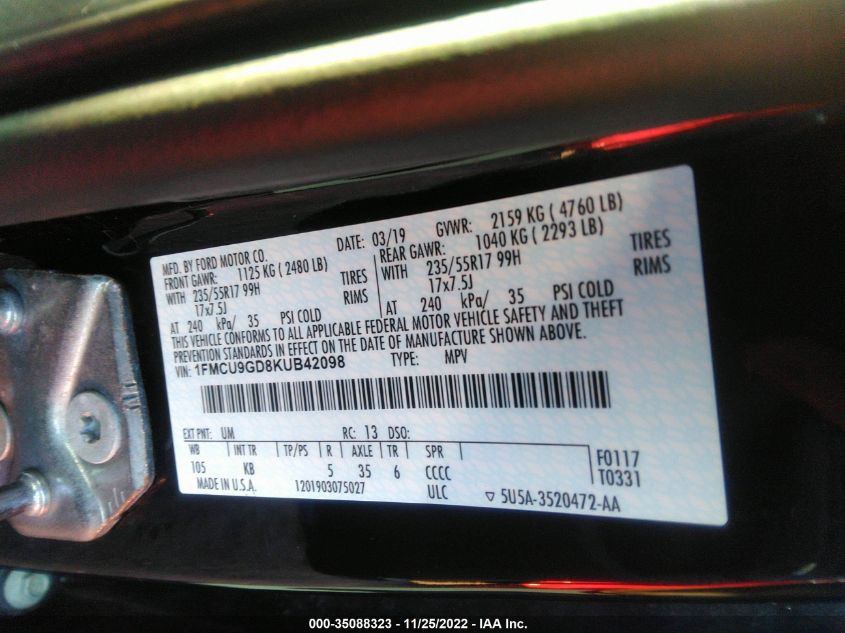 MFD. BY FORD MOTOR CO. DATE: 03/19 GVWR: 2159 KG ( 4760 LB)
FRONT GAWR: 1125 KG ( 2480 LB) REAR GAWR: 1040 KG ( 2293 LB)
WITH 235/55R17 99H TIRES WITH 235/55R17 99H TIRES
17x7.5J RIMS 17x7.5J RIMS
AT 240 kPa/ 35 PSI COLD AT 240 kPa/ 35 PSI COLD
THIS VEHICLE CONFORMS TO ALL APPLICABLE FEDERAL MOTOR VEHICLE SAFETY AND THEFT
PREVENTION STANDARDS IN EFFECT ON THE DATE OF MANUFACTURE SHOWN ABOVE.
VIN: 1FMCU9GD8KUB42098 TYPE: MPV
EXT PNT: UM RC: 13 DSO:
WB INT TR TP/PS R AXLE TR SPR F0117
105 KB 5 35 6 CCCC T0331
MADE IN U.S.A. 1201903075027 ULC ▽ 5U5A-3520472-AA
000-35088323 - 11/25/2022 - IAA Inc.